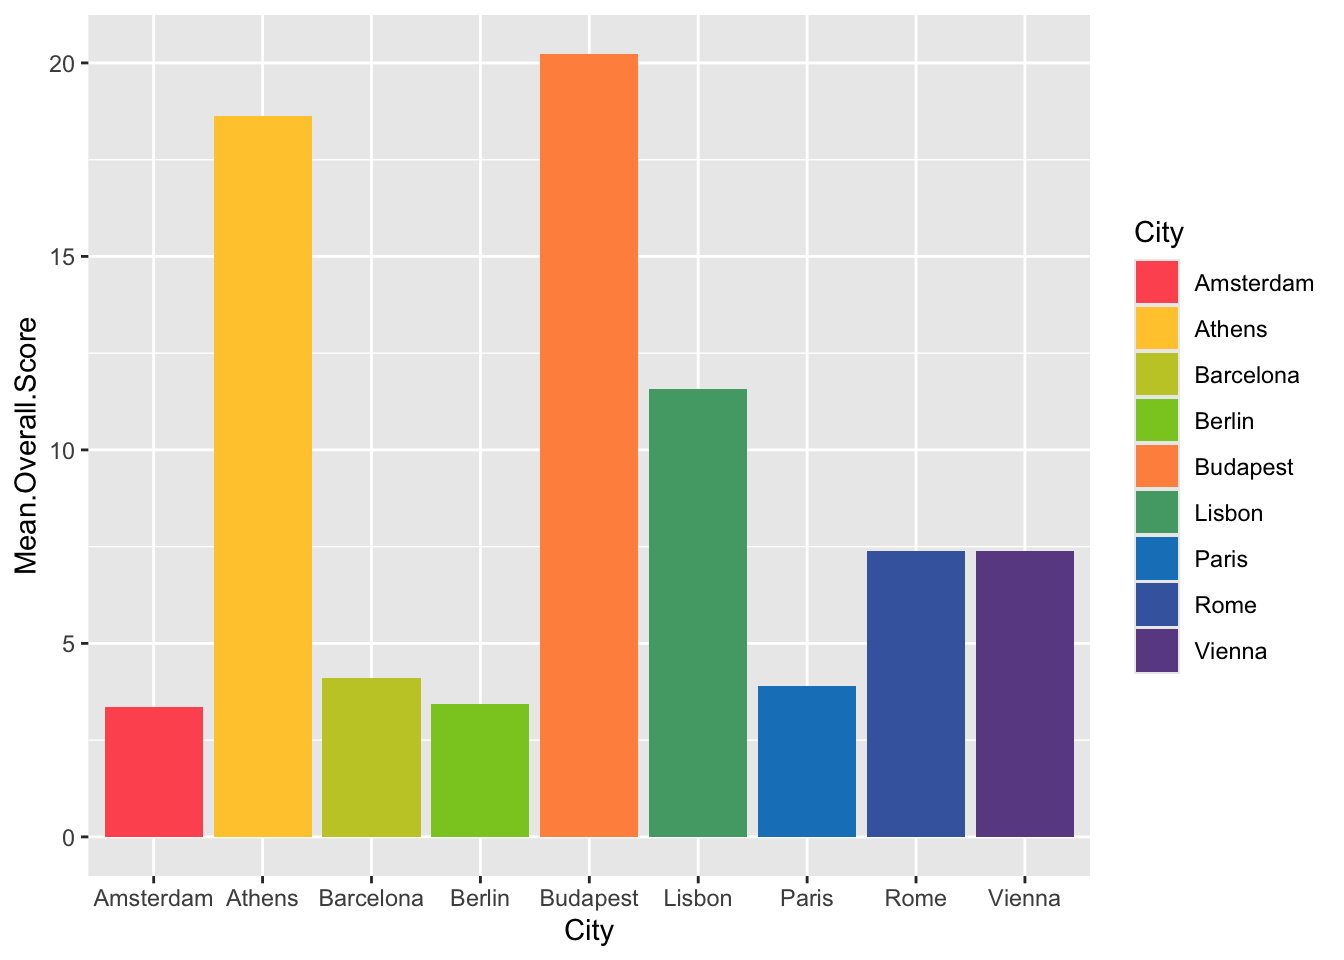 Mean.Overall.Score
20
15
10
5
0
Amsterdam Athens Barcelona Berlin Budapest Lisbon Paris Rome Vienna
City
City
Amsterdam
Athens
Barcelona
Berlin
Budapest
Lisbon
Paris
Rome
Vienna